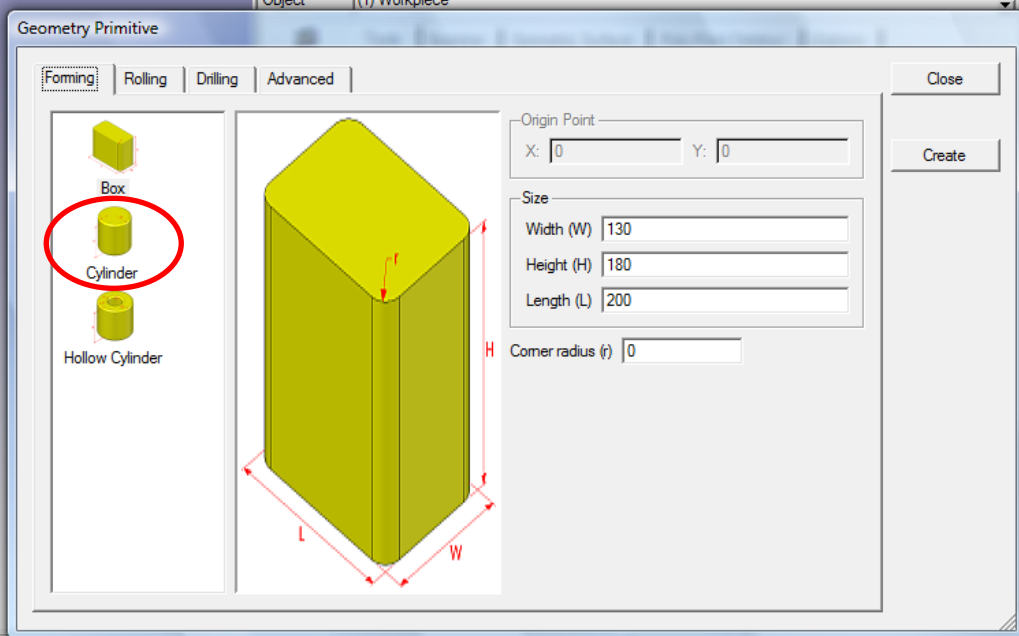 Object (1) Workpiece
Geometry Primitive
Forming Rolling Drilling Advanced
Close
Create
Box
Cylinder
Hollow Cylinder
r
H
L
W
Origin Point
X: 0 Y: 0
Size
Width (W) 130
Height (H) 180
Length (L) 200
Corner radius (r) 0